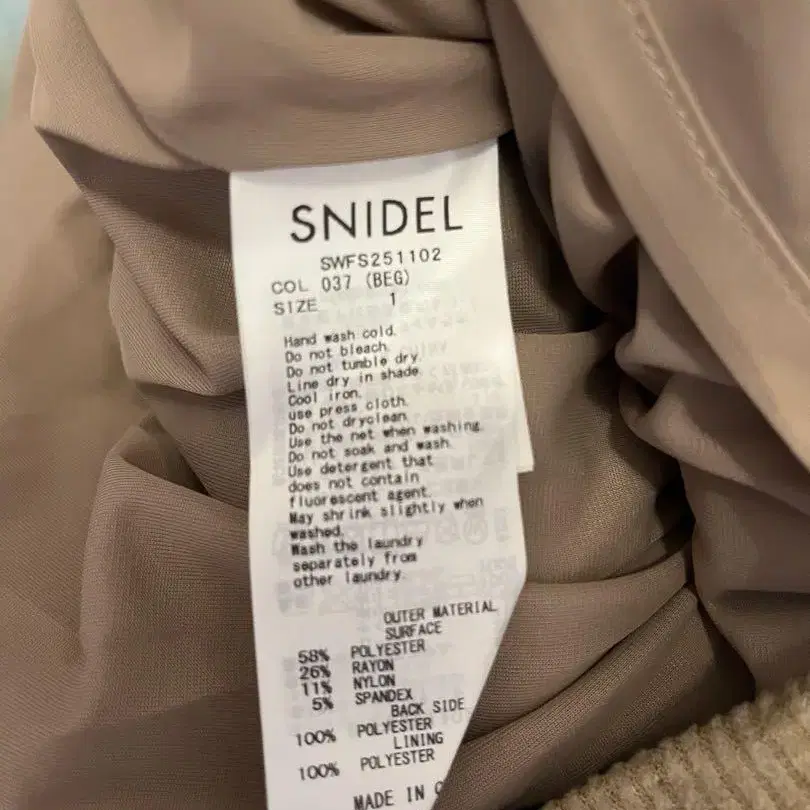 SNIDEL
SWFS251102
COL 037 (BEG)
SIZE 1
Hand wash cold.
Do not bleach.
Do not tumble dry.
Line dry in shade.
Cool iron.
use press cloth.
Do not dryclean.
Use the net when washing.
Do not soak and wash.
Use detergent that
does not contain
fluorescent agent.
May shrink slightly when
washed.
Wash the laundry
separately from
other laundry.
OUTER MATERIAL
SURFACE
58% POLYESTER
26% RAYON
11% NYLON
5% SPANDEX
BACK SIDE
100% POLYESTER
LINING
100% POLYESTER
MADE IN